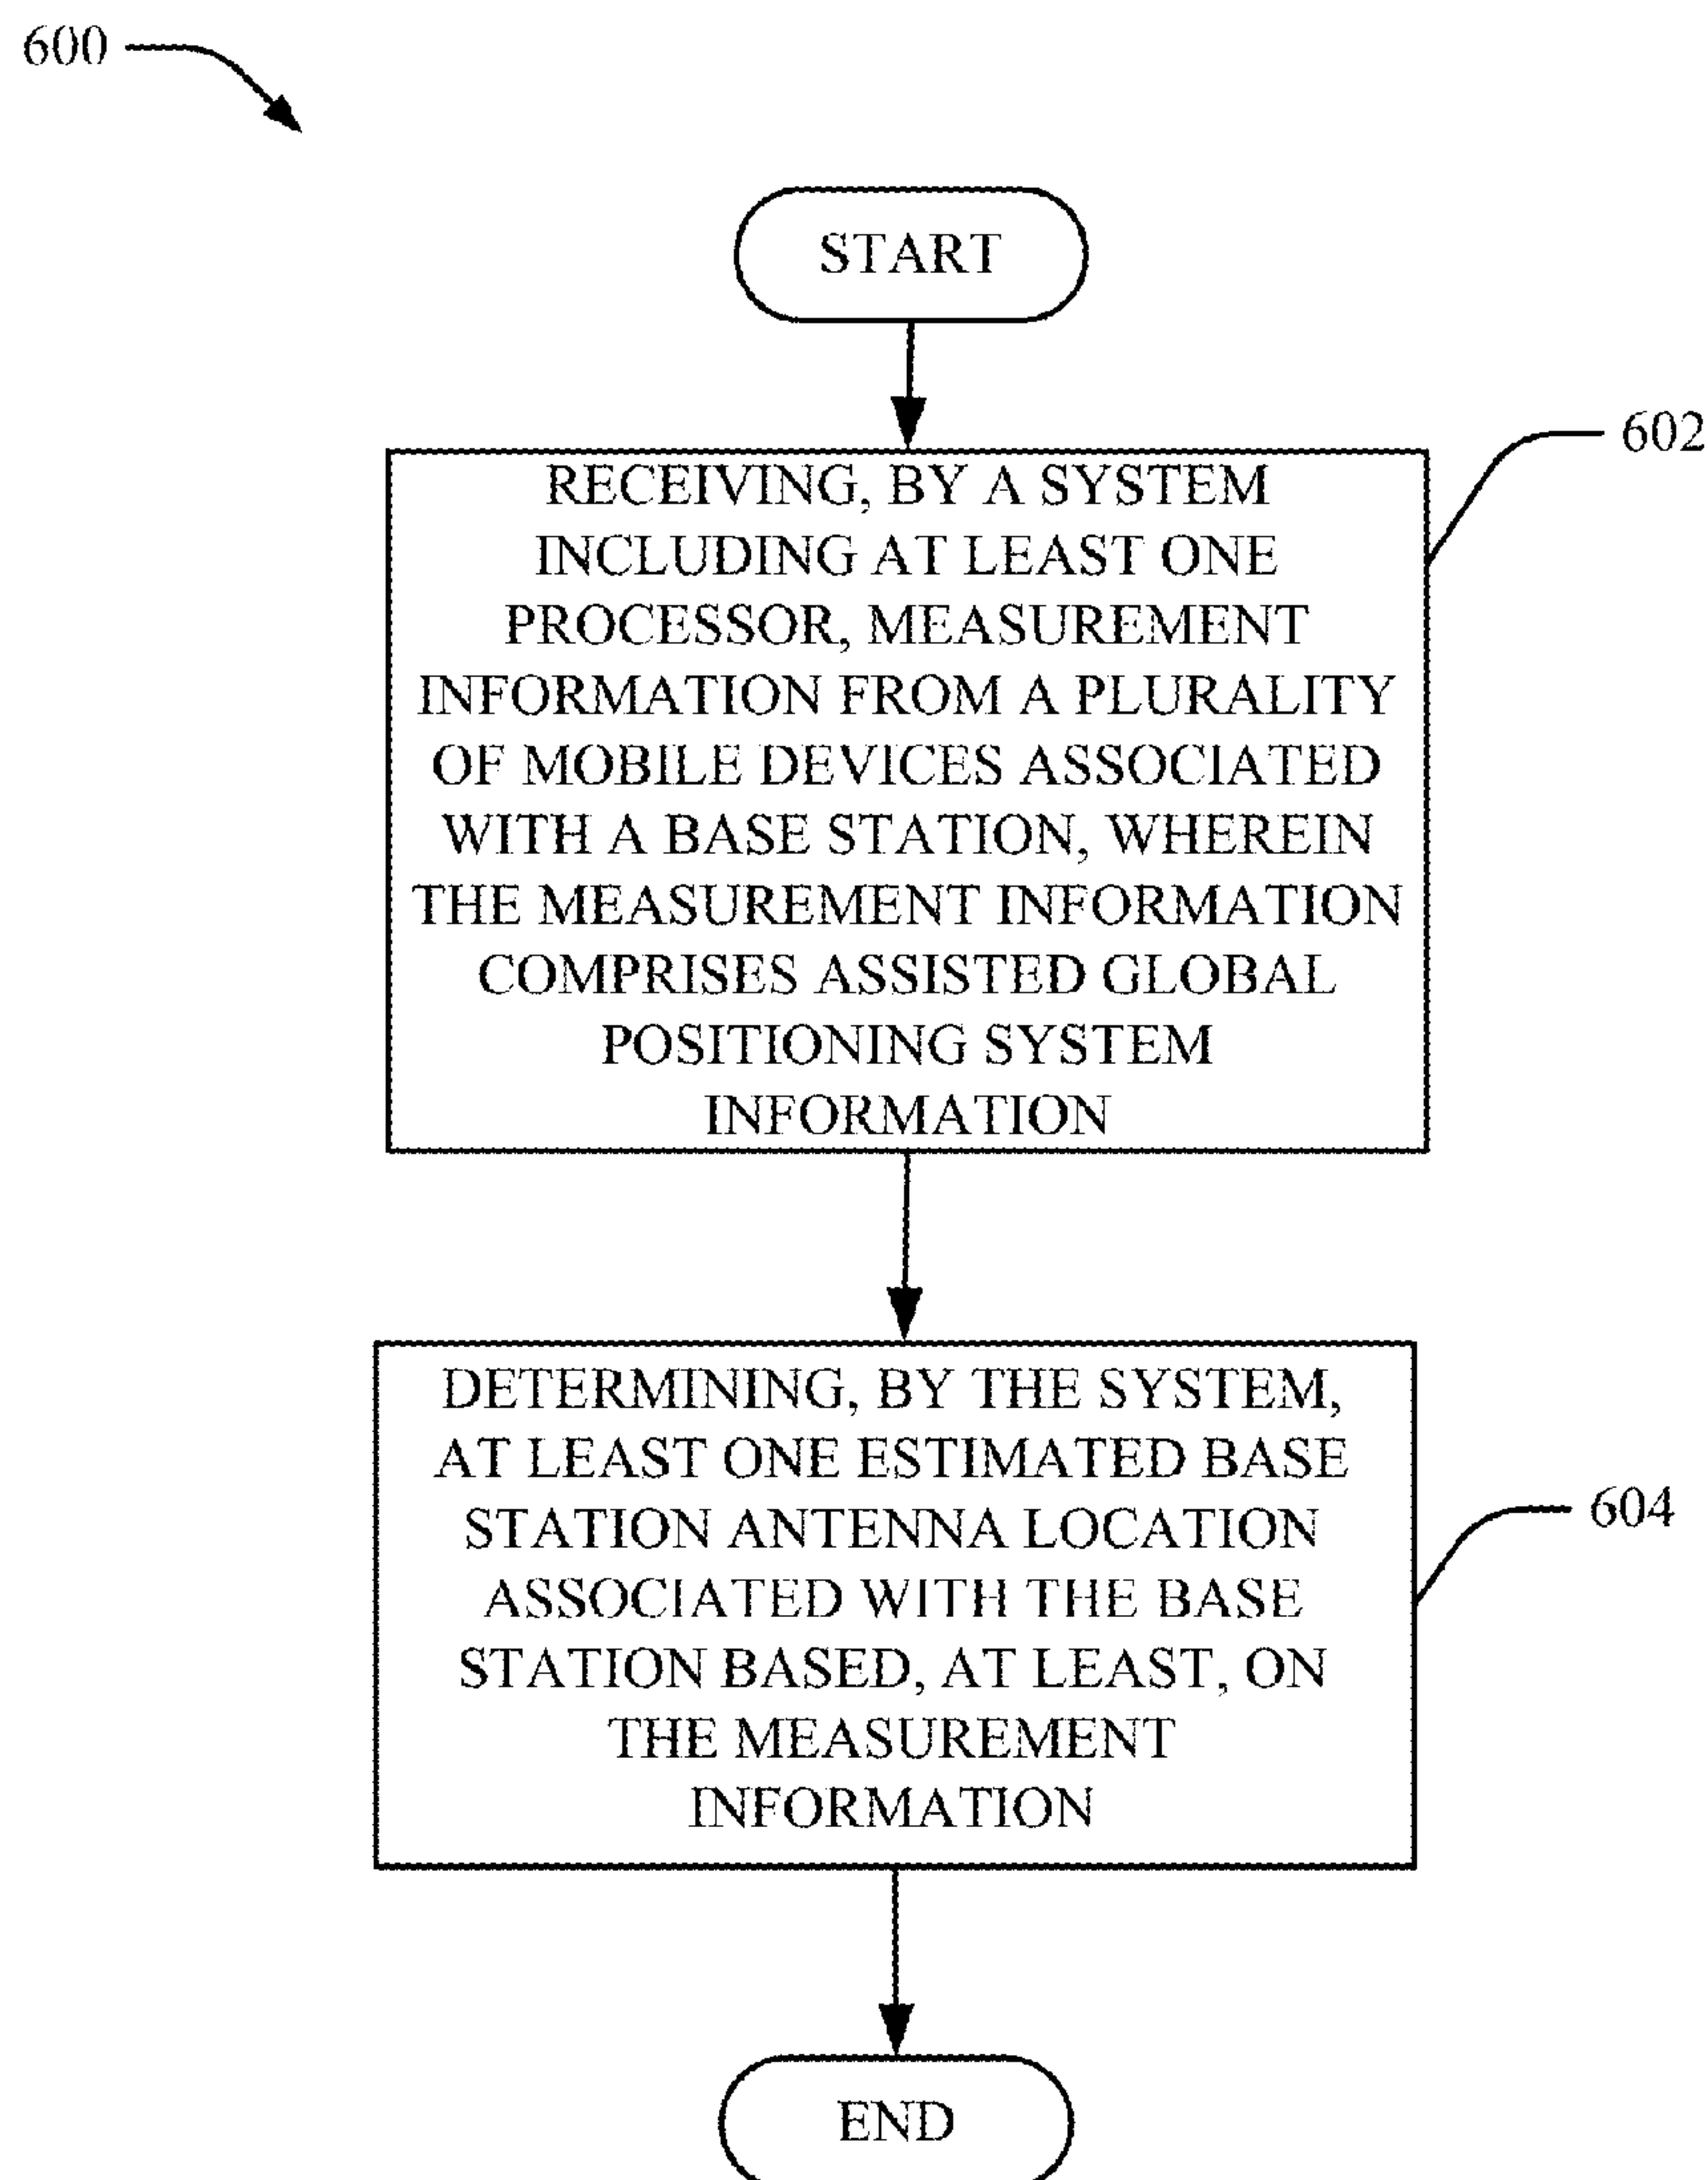 600
START
602
RECEIVING, BY A SYSTEM
INCLUDING AT LEAST ONE
PROCESSOR, MEASUREMENT
INFORMATION FROM A PLURALITY
OF MOBILE DEVICES ASSOCIATED
WITH A BASE STATION, WHEREIN
THE MEASUREMENT INFORMATION
COMPRISES ASSISTED GLOBAL
POSITIONING SYSTEM
INFORMATION
DETERMINING, BY THE SYSTEM,
AT LEAST ONE ESTIMATED BASE
STATION ANTENNA LOCATION
ASSOCIATED WITH THE BASE
STATION BASED, AT LEAST, ON
THE MEASUREMENT
INFORMATION
604
END